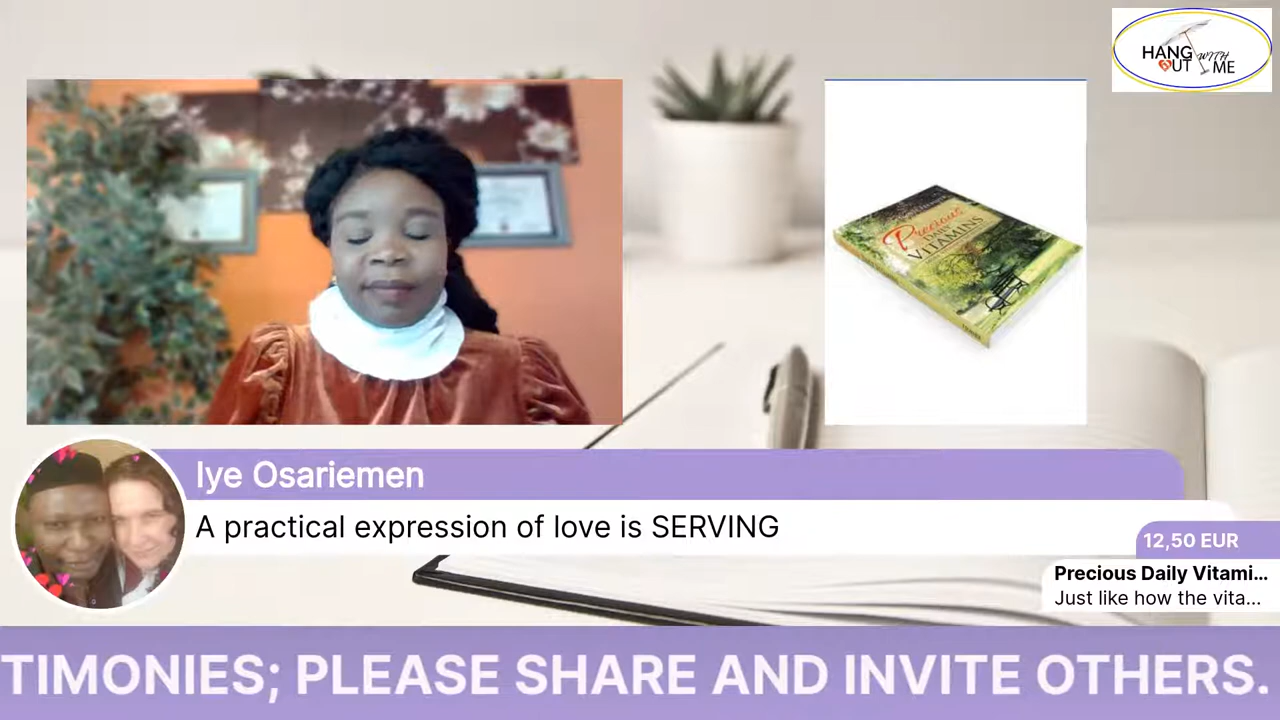 HANG
OUT WITH
ME
Precious
DAILY
VITAMINS
Iye Osariemen
A practical expression of love is SERVING
12,50 EUR
Precious Daily Vitami...
Just like how the vita...
TIMONIES; PLEASE SHARE AND INVITE OTHERS.